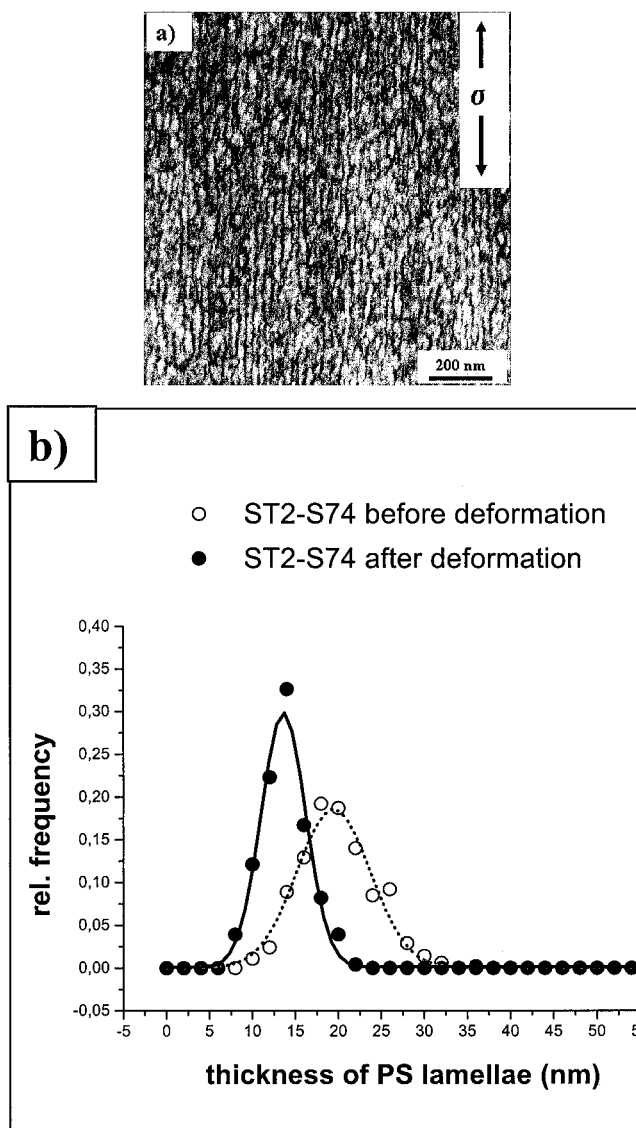 a)
σ
200 nm
b)
ST2-S74 before deformation
ST2-S74 after deformation
0,40
0,35
0,30
0,25
0,20
0,15
0,10
0,05
0,00
-0,05
rel. frequency
-5 0 5 10 15 20 25 30 35 40 45 50
thickness of PS lamellae (nm)